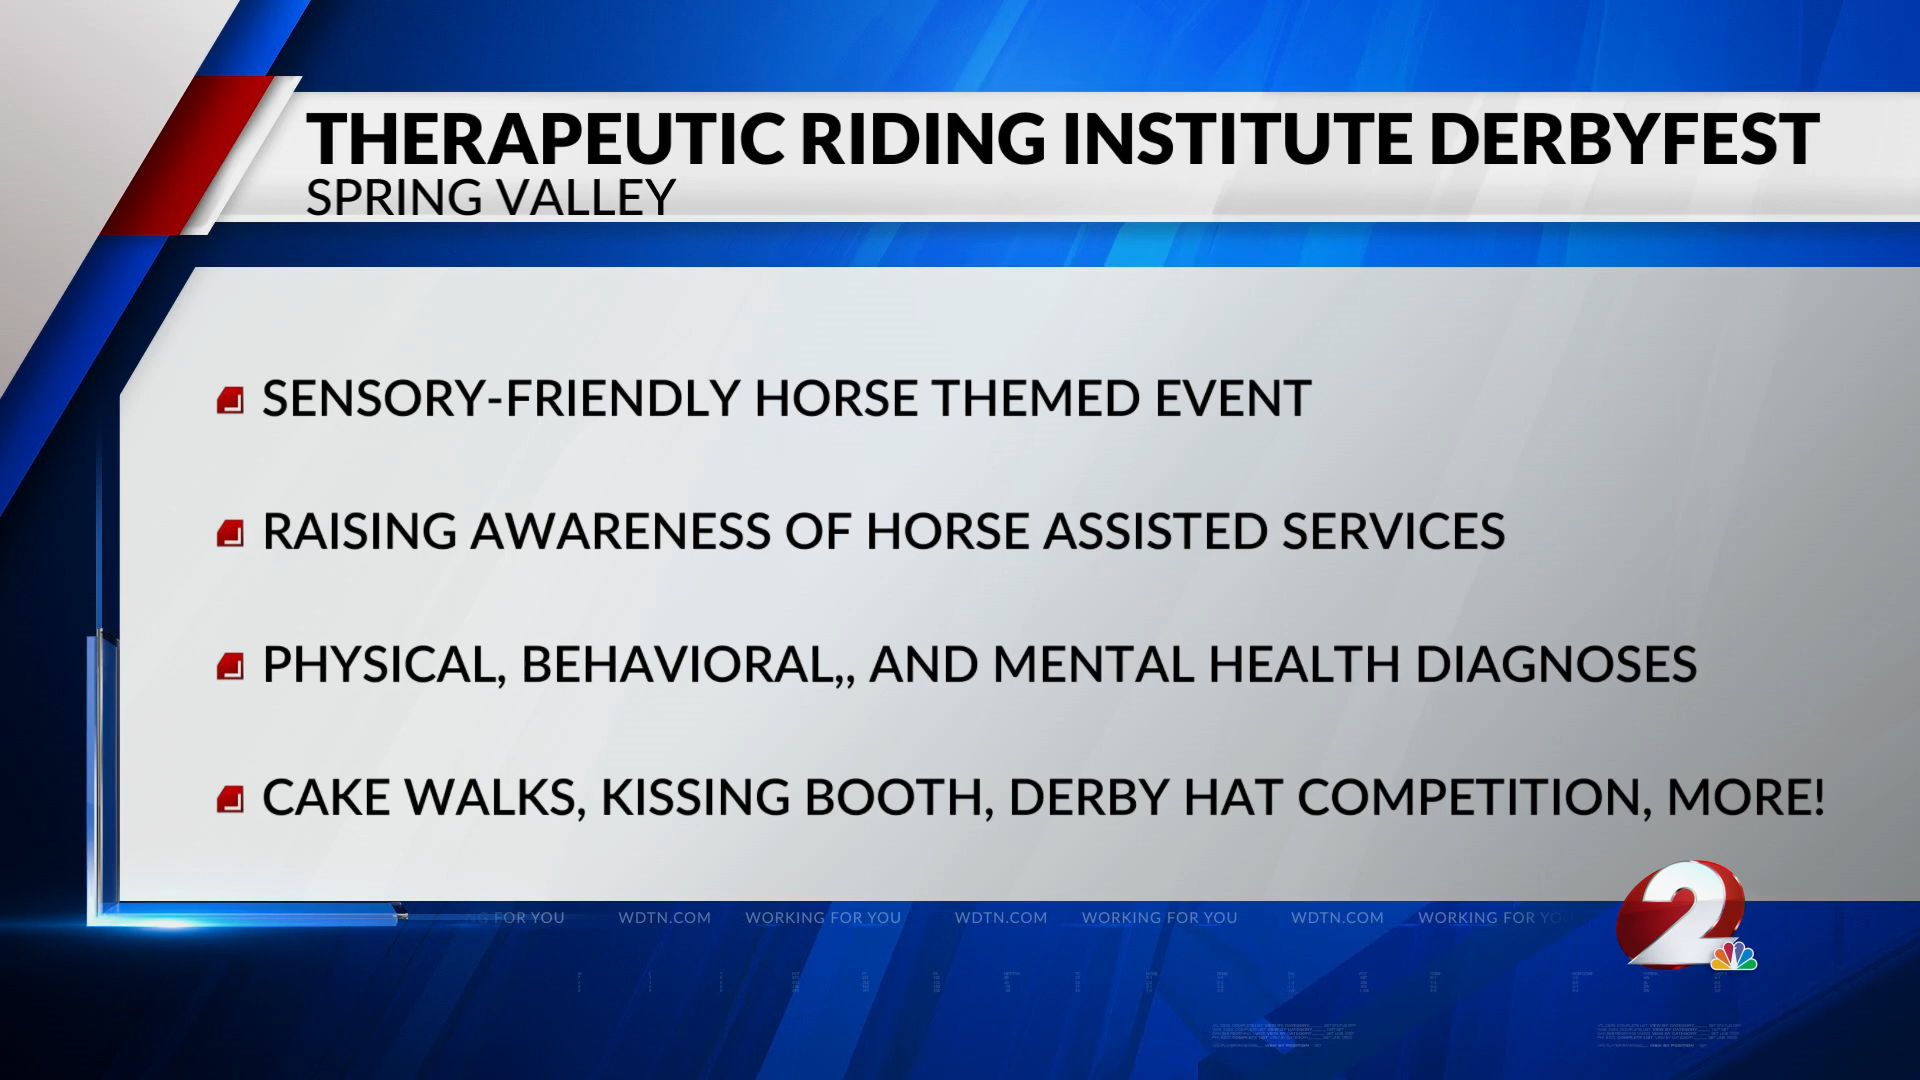 THERAPEUTIC RIDING INSTITUTE DERBYFEST
SPRING VALLEY
SENSORY-FRIENDLY HORSE THEMED EVENT
RAISING AWARENESS OF HORSE ASSISTED SERVICES
PHYSICAL, BEHAVIORAL,, AND MENTAL HEALTH DIAGNOSES
CAKE WALKS, KISSING BOOTH, DERBY HAT COMPETITION, MORE!
2
FOR YOU WDTN.COM WORKING FOR YOU WDTN.COM WORKING FOR YOU WDTN.COM WORKING FOR YOU